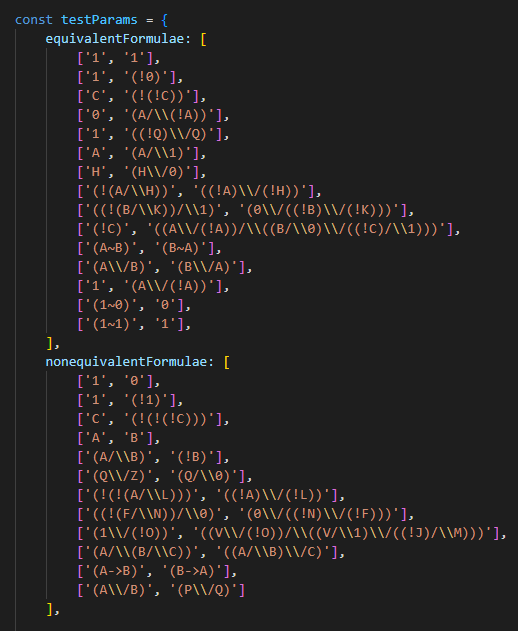 const testParams = {
equivalentFormulae: [
['1', '1'],
['1', '(!0)'],
['C', '(!(!C))'],
['0', '(A/\\(!A))'],
['1', '((!Q)\\/Q)'],
['A', '(A/\\1)'],
['H', '(H\\/0)'],
['(!(A/\\H))', '((!A)\\/(!H))'],
['((!(B/\\K))/\\1)', '(0\\/((!B)\\/(!K)))'],
['(!C)', '((A\\/(!A))/\\((B/\\0)\\/((!C)/\\1)))'],
['(A~B)', '(B~A)'],
['(A\\/B)', '(B\\/A)'],
['1', '(A\\/(!A))'],
['(1~0)', '0'],
['(1~1)', '1'],
],
nonequivalentFormulae: [
['1', '0'],
['1', '(!1)'],
['C', '(!(!(!C)))'],
['A', 'B'],
['(A/\\B)', '(!B)'],
['(Q\\/Z)', '(Q/\\0)'],
['(!(!(A/\\L)))', '((!A)\\/(!L))'],
['((!(F/\\N))/\\0)', '(0\\/((!N)\\/(!F)))'],
['(1\\/(!O))', '((V\\/(!O))/\\((V/\\1)\\/((!J)/\\M)))'],
['(A/\\(B/\\C))', '((A/\\B)\\/C)'],
['(A->B)', '(B->A)'],
['(A\\/B)', '(P\\/Q)']
],